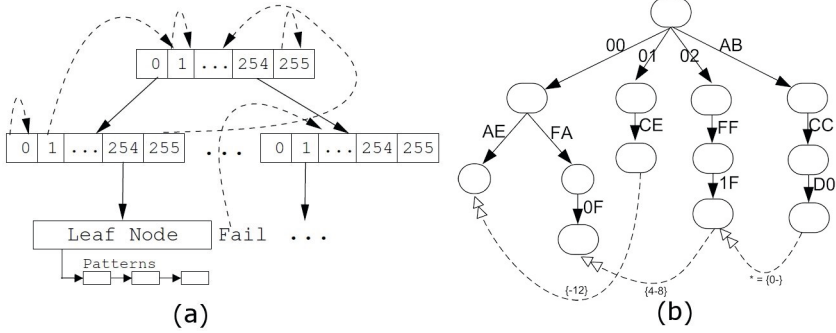 0 1 ... 254 255
0 1 ... 254 255 ... 0 1 ... 254 255
Leaf Node Fail ...
Patterns
(a)
00 01 02 AB
AE FA CE FF CC
0F 1F D0
{-12} {4-8} * = {0-}
(b)